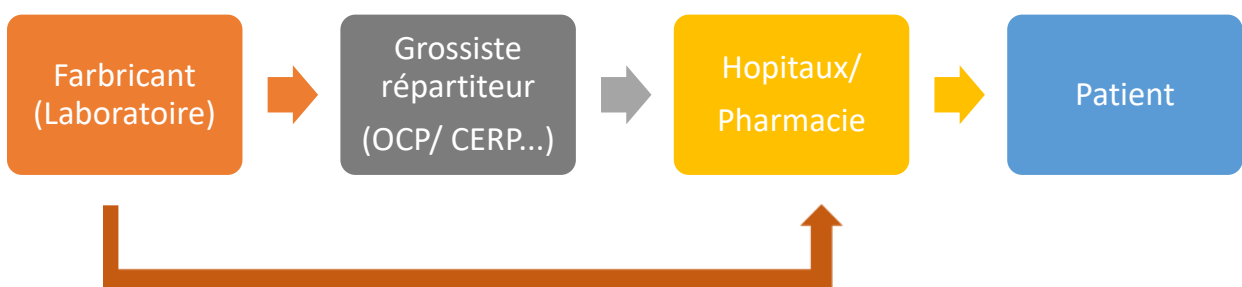 Farbricant
(Laboratoire)
Grossiste
répartiteur
(OCP/ CERP...)
Hopitaux/
Pharmacie
Patient